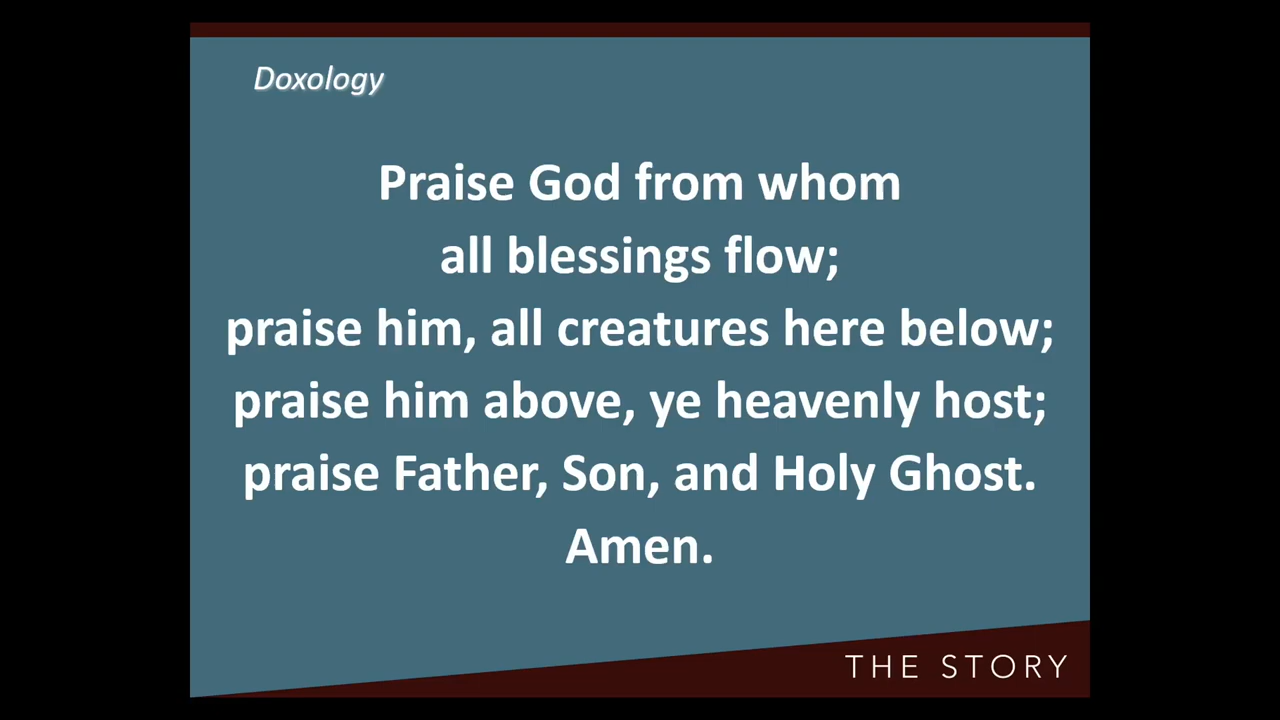 Doxology
Praise God from whom
all blessings flow;
praise him, all creatures here below;
praise him above, ye heavenly host;
praise Father, Son, and Holy Ghost.
Amen.
THE STORY